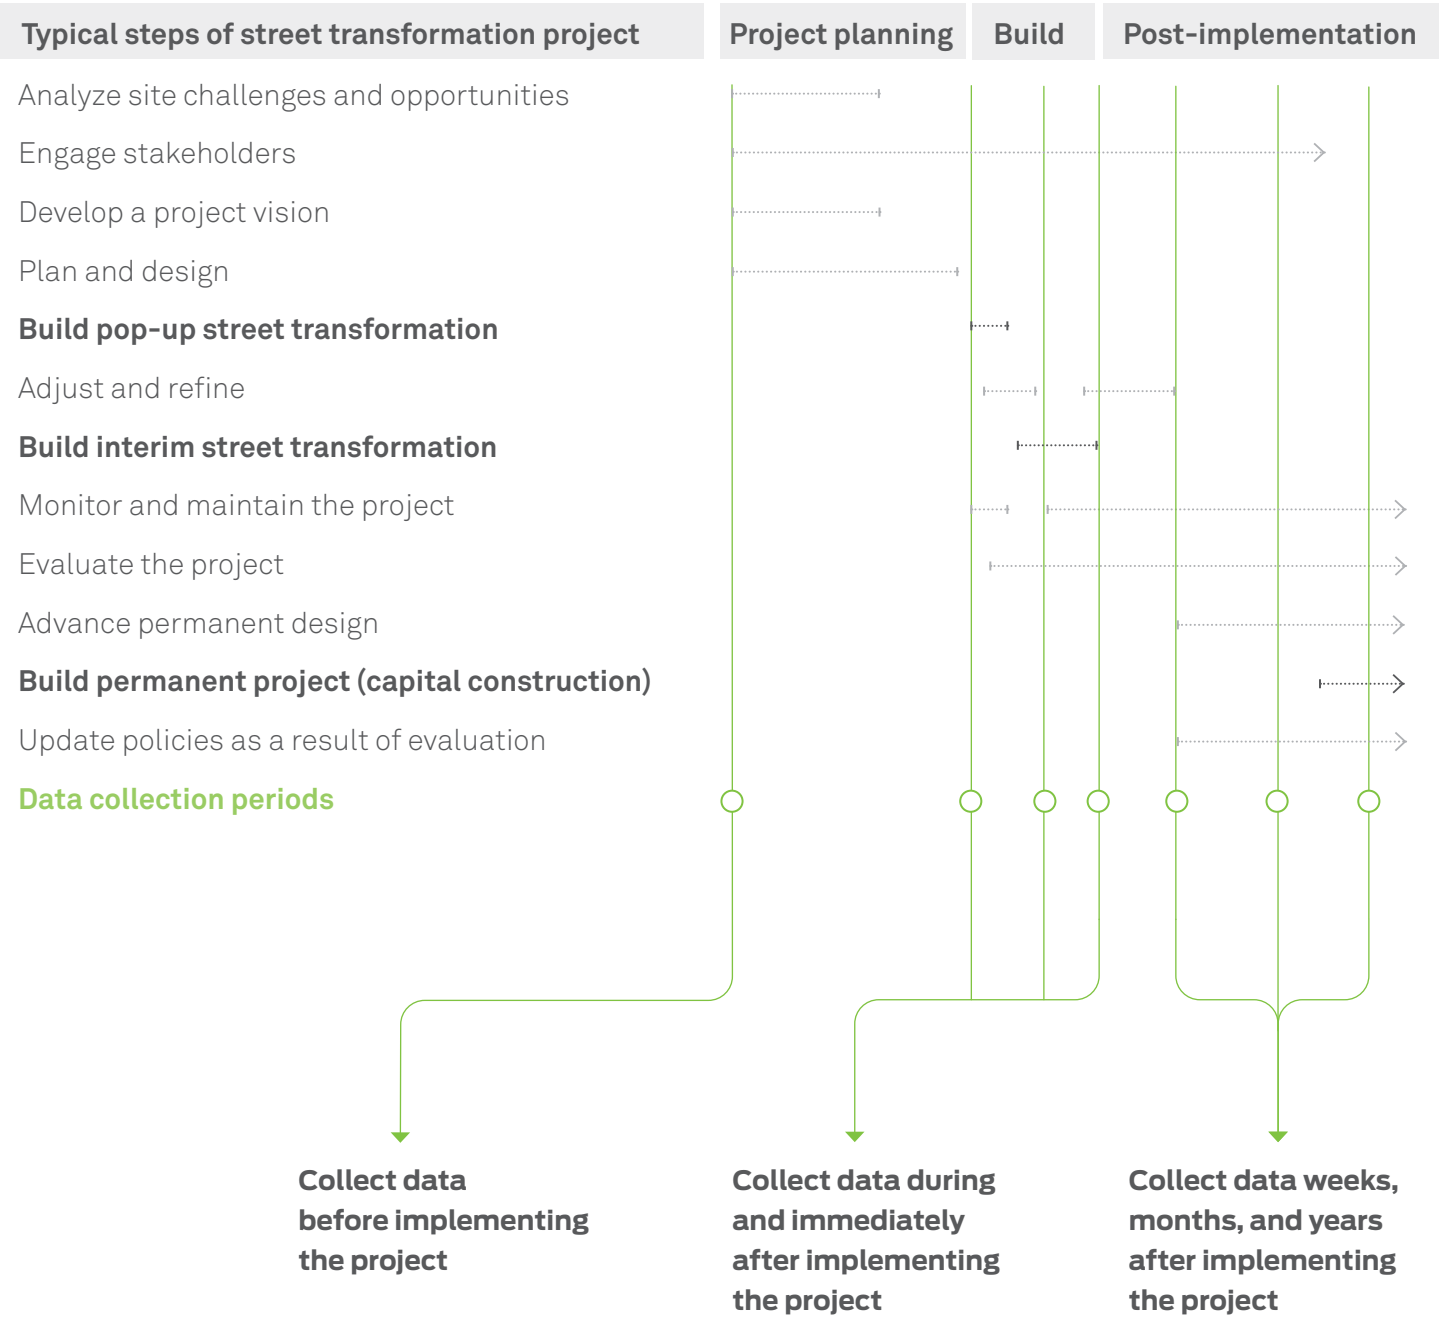 Typical steps of street transformation project
Project planning
Build
Post-implementation
Analyze site challenges and opportunities
Engage stakeholders
Develop a project vision
Plan and design
Build pop-up street transformation
Adjust and refine
Build interim street transformation
Monitor and maintain the project
Evaluate the project
Advance permanent design
Build permanent project (capital construction)
Update policies as a result of evaluation
Data collection periods
Collect data
before implementing
the project
Collect data during
and immediately
after implementing
the project
Collect data weeks,
months, and years
after implementing
the project